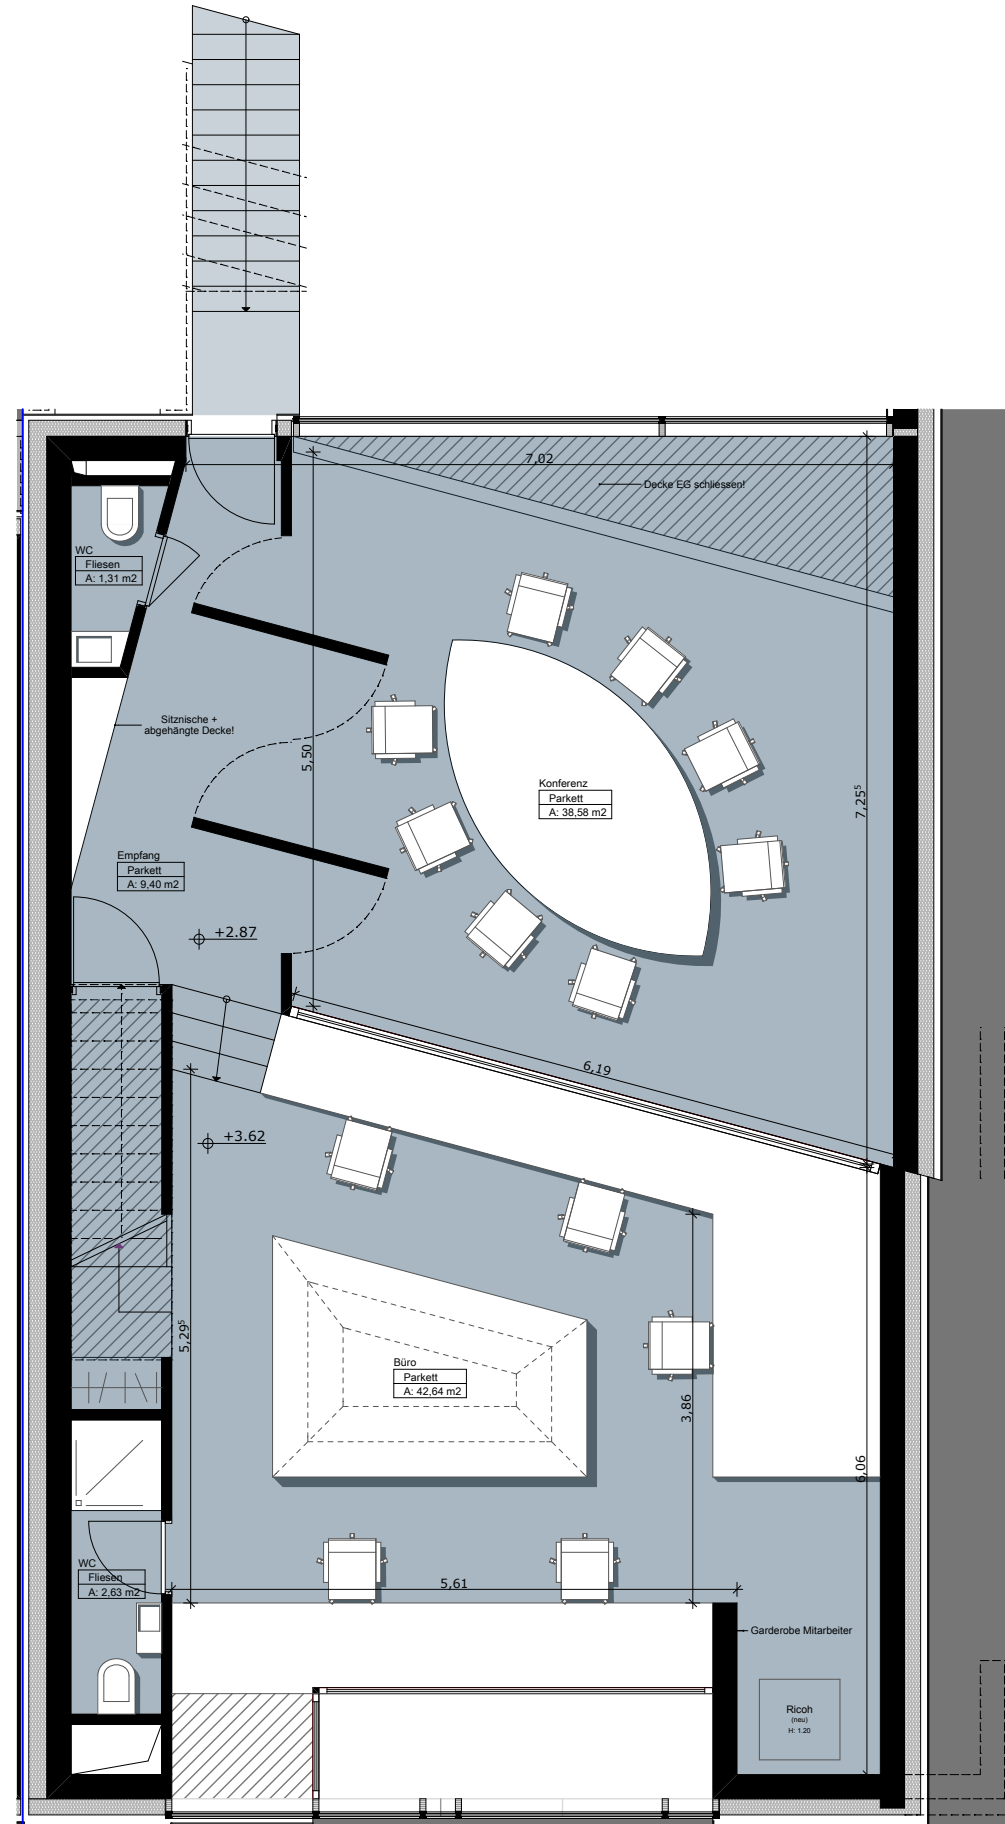 7,02
Decke EG schliessen!
WC
Fliesen
A: 1,31 m2
Sitznische +
abgehängte Decke!
5,50
Konferenz
Parkett
A: 38,58 m2
7,25⁵
Empfang
Parkett
A: 9,40 m2
+2.87
6,19
+3.62
5,29⁵
Büro
Parkett
A: 42,64 m2
3,86
6,06
WC
Fliesen
A: 2,63 m2
5,61
Garderobe Mitarbeiter
Ricoh
(neu)
H: 1.20